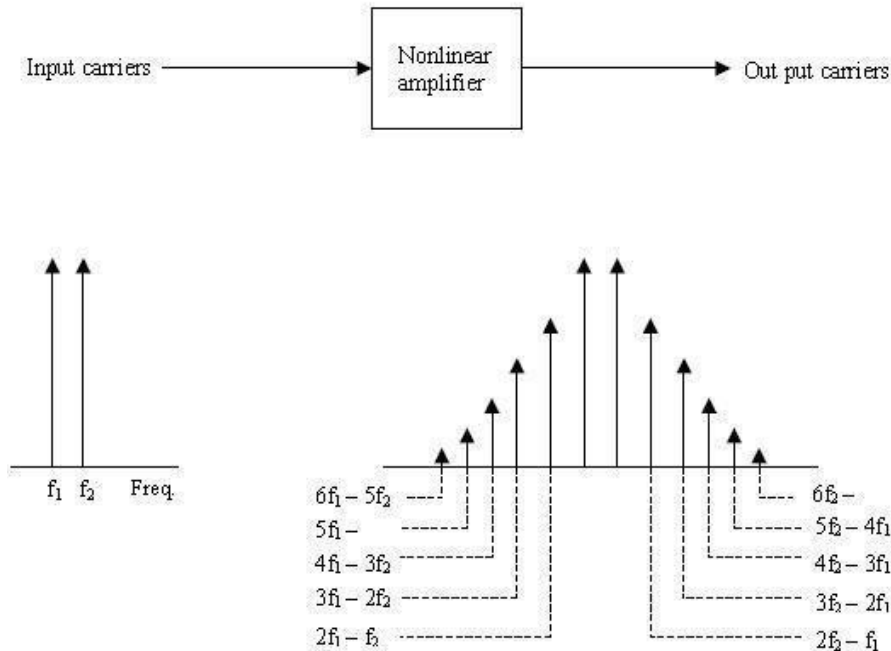 Input carriers
Nonlinear
amplifier
Out put carriers
f₁ f₂ Freq.
6f₁ – 5f₂
5f₁ –
4f₁ – 3f₂
3f₁ – 2f₂
2f₁ – f₂
6f₂ –
5f₂ – 4f₁
4f₂ – 3f₁
3f₂ – 2f₁
2f₂ – f₁